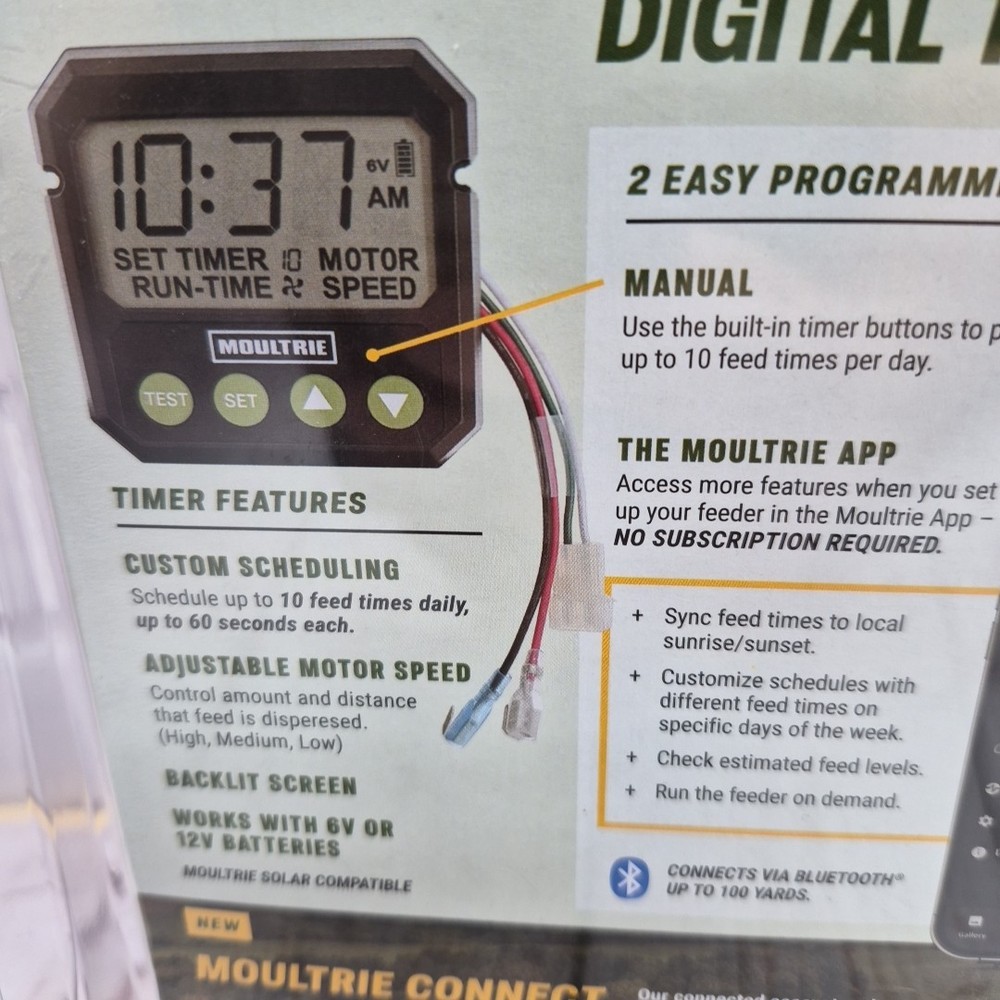 DIGITAL
10:37
6V
AM
SET TIMER 10 MOTOR
RUN-TIME SPEED
MOULTRIE
TEST SET
TIMER FEATURES
CUSTOM SCHEDULING
Schedule up to 10 feed times daily,
up to 60 seconds each.
ADJUSTABLE MOTOR SPEED
Control amount and distance
that feed is disperesed.
(High, Medium, Low)
BACKLIT SCREEN
WORKS WITH 6V OR
12V BATTERIES
MOULTRIE SOLAR COMPATIBLE
2 EASY PROGRAMM
MANUAL
Use the built-in timer buttons to p
up to 10 feed times per day.
THE MOULTRIE APP
Access more features when you set
up your feeder in the Moultrie App –
NO SUBSCRIPTION REQUIRED.
+ Sync feed times to local
sunrise/sunset.
+ Customize schedules with
different feed times on
specific days of the week.
+ Check estimated feed levels.
+ Run the feeder on demand.
CONNECTS VIA BLUETOOTH®
UP TO 100 YARDS.
NEW
MOULTRIE CONNECT
Our connected